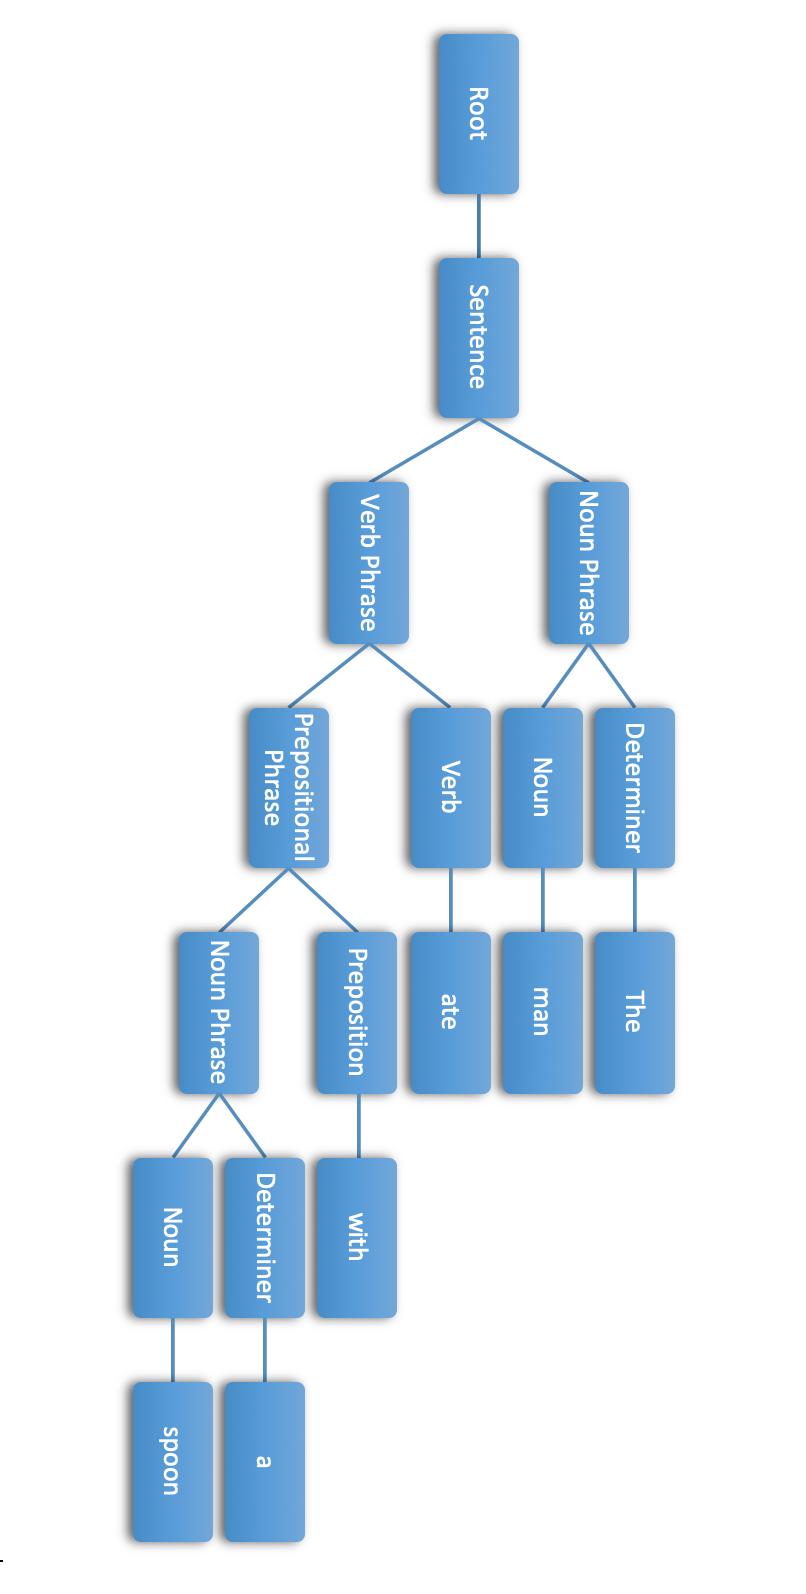 Root
Sentence
Noun Phrase
Verb Phrase
Determiner
Noun
Verb
Prepositional
Phrase
The
man
ate
Preposition
Noun Phrase
with
Determiner
Noun
a
spoon